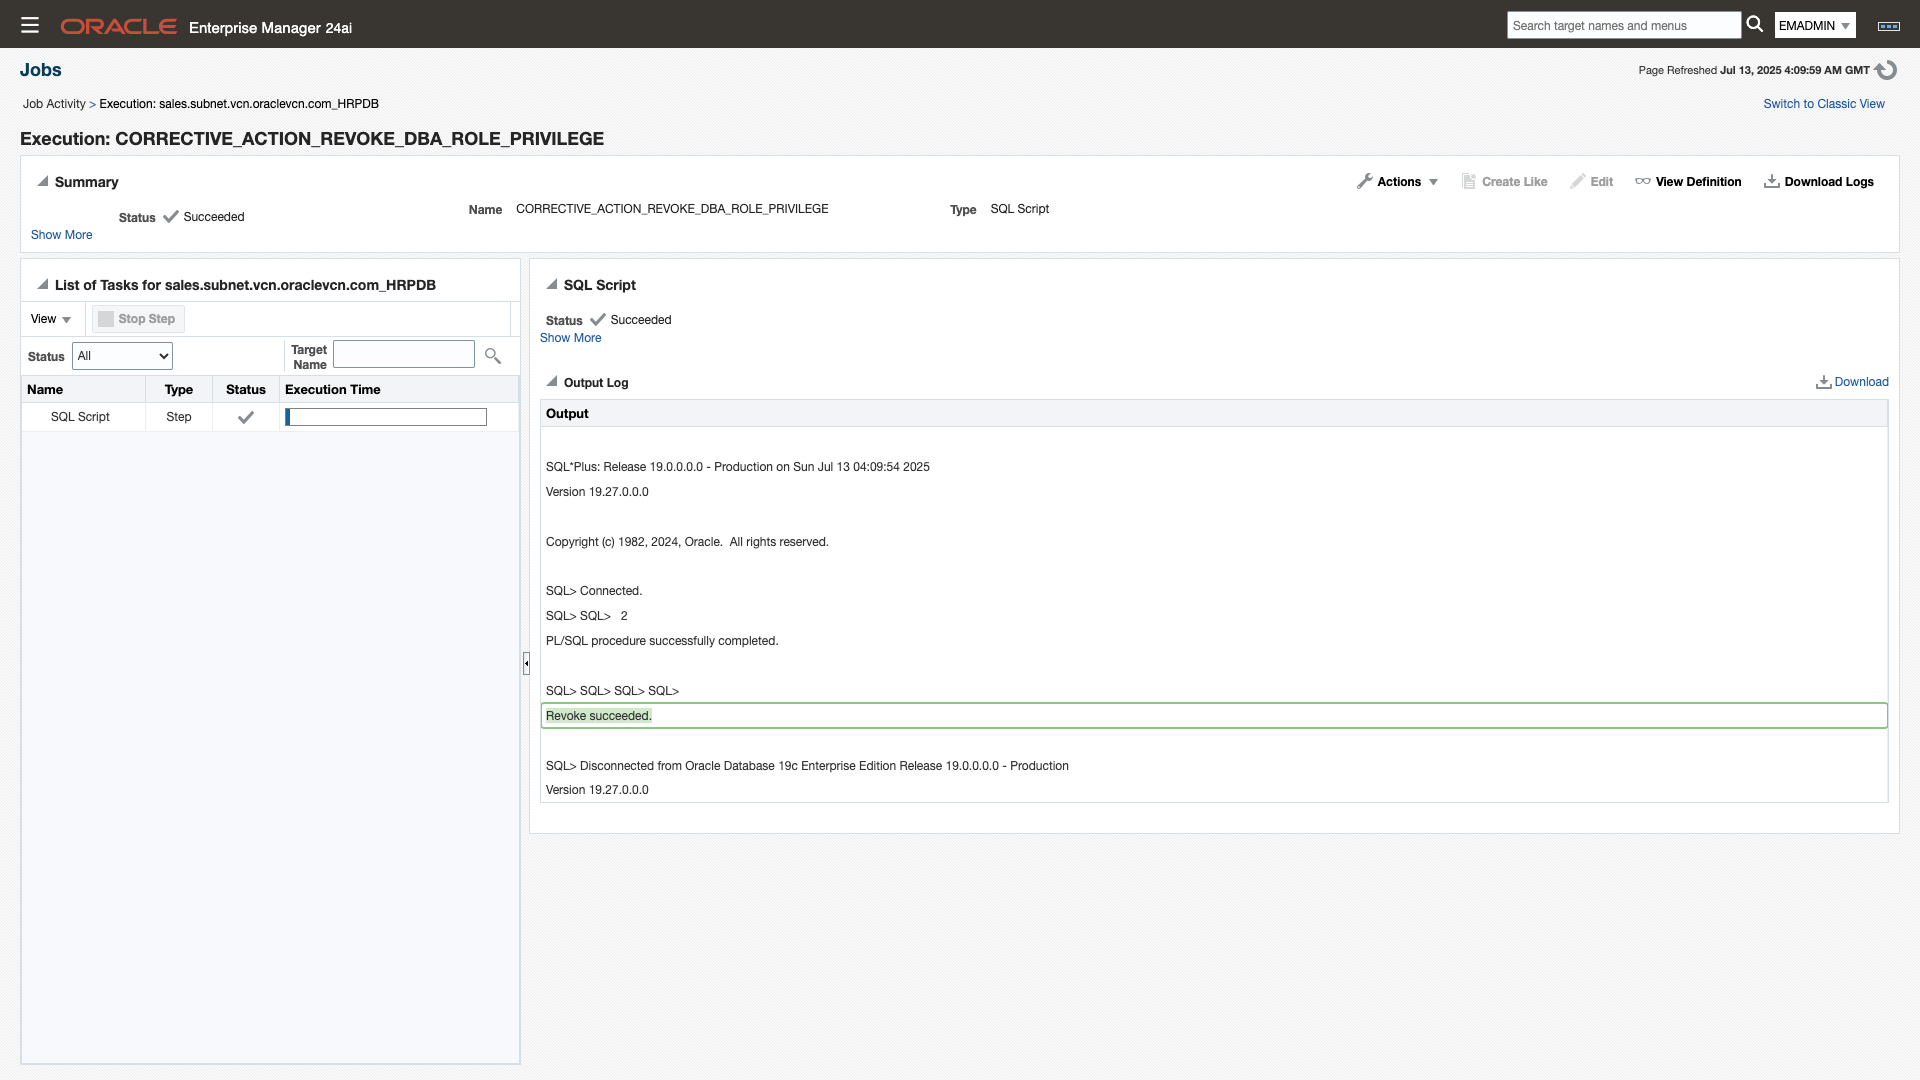 ORACLE Enterprise Manager 24ai
Search target names and menus
EMADMIN
Jobs
Page Refreshed Jul 13, 2025 4:09:59 AM GMT
Job Activity > Execution: sales.subnet.vcn.oraclevcn.com_HRPDB
Switch to Classic View
Execution: CORRECTIVE_ACTION_REVOKE_DBA_ROLE_PRIVILEGE
Summary
Actions
Create Like
Edit
View Definition
Download Logs
Status Succeeded
Name CORRECTIVE_ACTION_REVOKE_DBA_ROLE_PRIVILEGE
Type SQL Script
Show More
List of Tasks for sales.subnet.vcn.oraclevcn.com_HRPDB
View
Stop Step
Status All
Target
Name
Name Type Status Execution Time
SQL Script Step
SQL Script
Status Succeeded
Show More
Output Log
Download
Output
SQL*Plus: Release 19.0.0.0.0 - Production on Sun Jul 13 04:09:54 2025
Version 19.27.0.0.0
Copyright (c) 1982, 2024, Oracle.  All rights reserved.
SQL> Connected.
SQL> SQL>   2
PL/SQL procedure successfully completed.
SQL> SQL> SQL> SQL>
Revoke succeeded.
SQL> Disconnected from Oracle Database 19c Enterprise Edition Release 19.0.0.0.0 - Production
Version 19.27.0.0.0